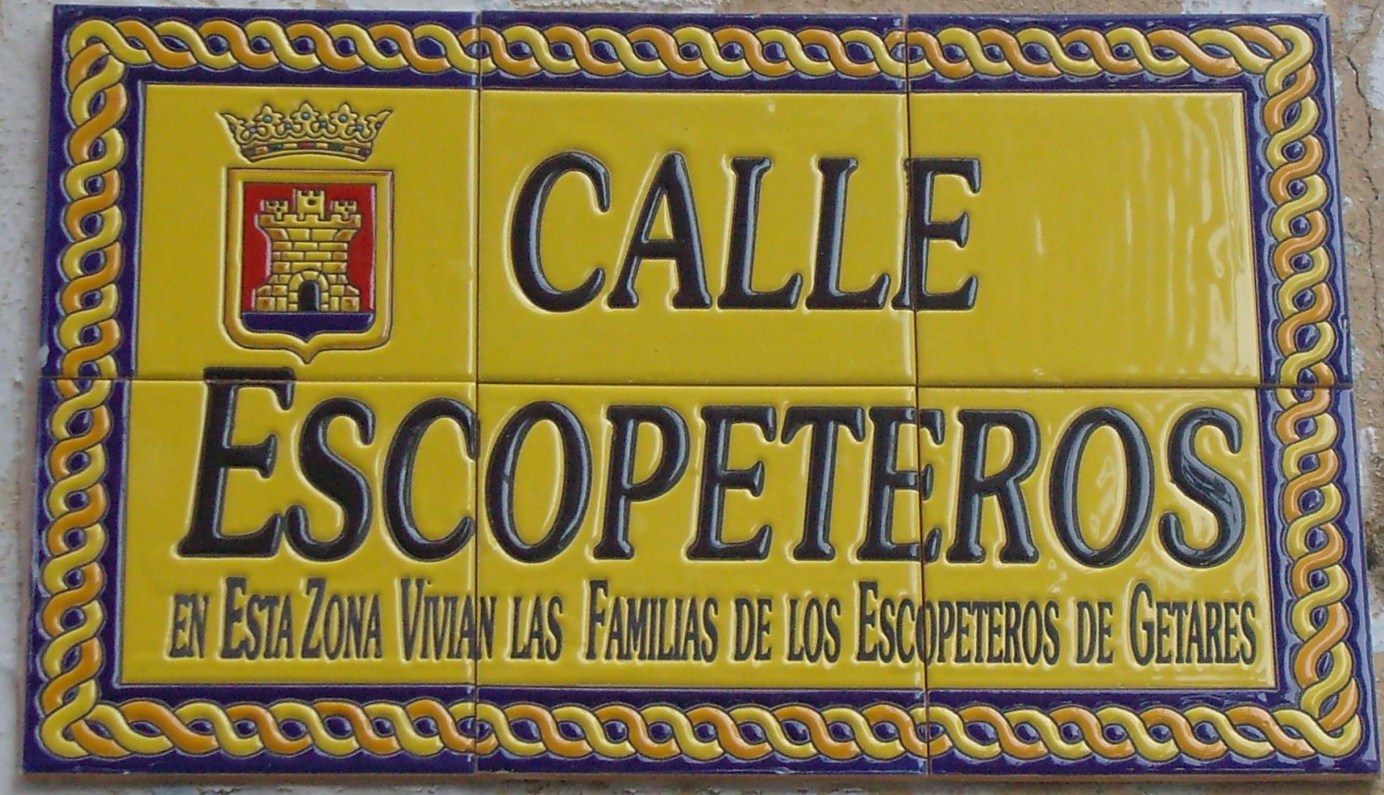 CALLE
ESCOPETEROS
EN ESTA ZONA VIVIAN LAS FAMILIAS DE LOS ESCOPETEROS DE GETARES